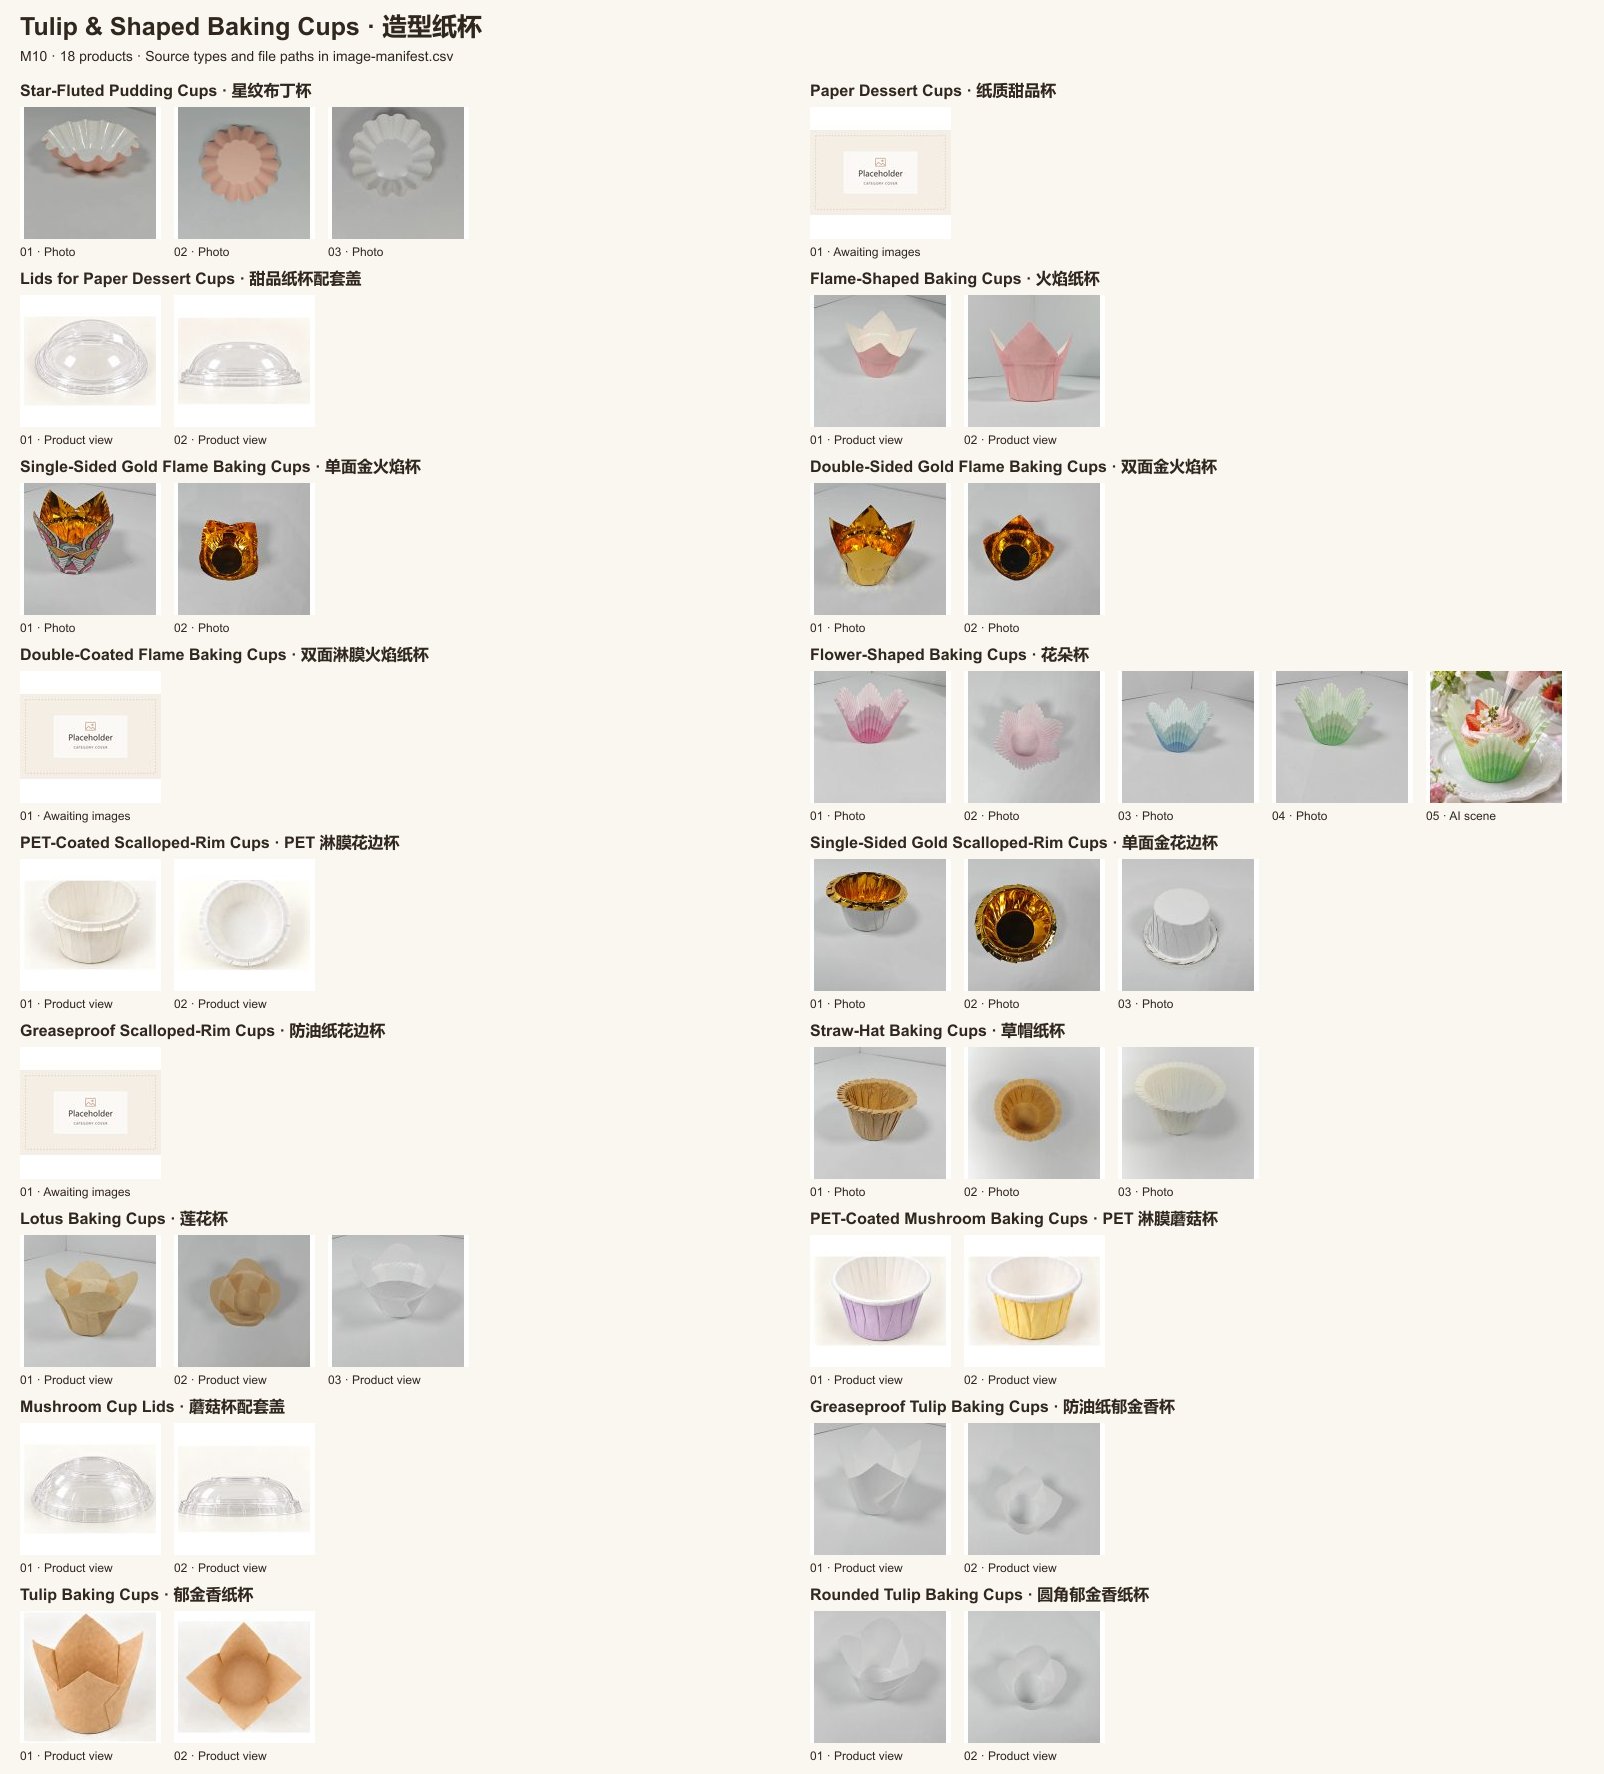 Tulip & Shaped Baking Cups · 造型纸杯
M10 · 18 products · Source types and file paths in image-manifest.csv
Star-Fluted Pudding Cups · 星纹布丁杯
01 · Photo
02 · Photo
03 · Photo
Paper Dessert Cups · 纸质甜品杯
Placeholder
CATEGORY COVER
01 · Awaiting images
Lids for Paper Dessert Cups · 甜品纸杯配套盖
01 · Product view
02 · Product view
Flame-Shaped Baking Cups · 火焰纸杯
01 · Product view
02 · Product view
Single-Sided Gold Flame Baking Cups · 单面金火焰杯
01 · Photo
02 · Photo
Double-Sided Gold Flame Baking Cups · 双面金火焰杯
01 · Photo
02 · Photo
Double-Coated Flame Baking Cups · 双面淋膜火焰纸杯
Placeholder
CATEGORY COVER
01 · Awaiting images
Flower-Shaped Baking Cups · 花朵杯
01 · Photo
02 · Photo
03 · Photo
04 · Photo
05 · AI scene
PET-Coated Scalloped-Rim Cups · PET 淋膜花边杯
01 · Product view
02 · Product view
Single-Sided Gold Scalloped-Rim Cups · 单面金花边杯
01 · Photo
02 · Photo
03 · Photo
Greaseproof Scalloped-Rim Cups · 防油纸花边杯
Placeholder
CATEGORY COVER
01 · Awaiting images
Straw-Hat Baking Cups · 草帽纸杯
01 · Photo
02 · Photo
03 · Photo
Lotus Baking Cups · 莲花杯
01 · Product view
02 · Product view
03 · Product view
PET-Coated Mushroom Baking Cups · PET 淋膜蘑菇杯
01 · Product view
02 · Product view
Mushroom Cup Lids · 蘑菇杯配套盖
01 · Product view
02 · Product view
Greaseproof Tulip Baking Cups · 防油纸郁金香杯
01 · Product view
02 · Product view
Tulip Baking Cups · 郁金香纸杯
01 · Product view
02 · Product view
Rounded Tulip Baking Cups · 圆角郁金香纸杯
01 · Product view
02 · Product view